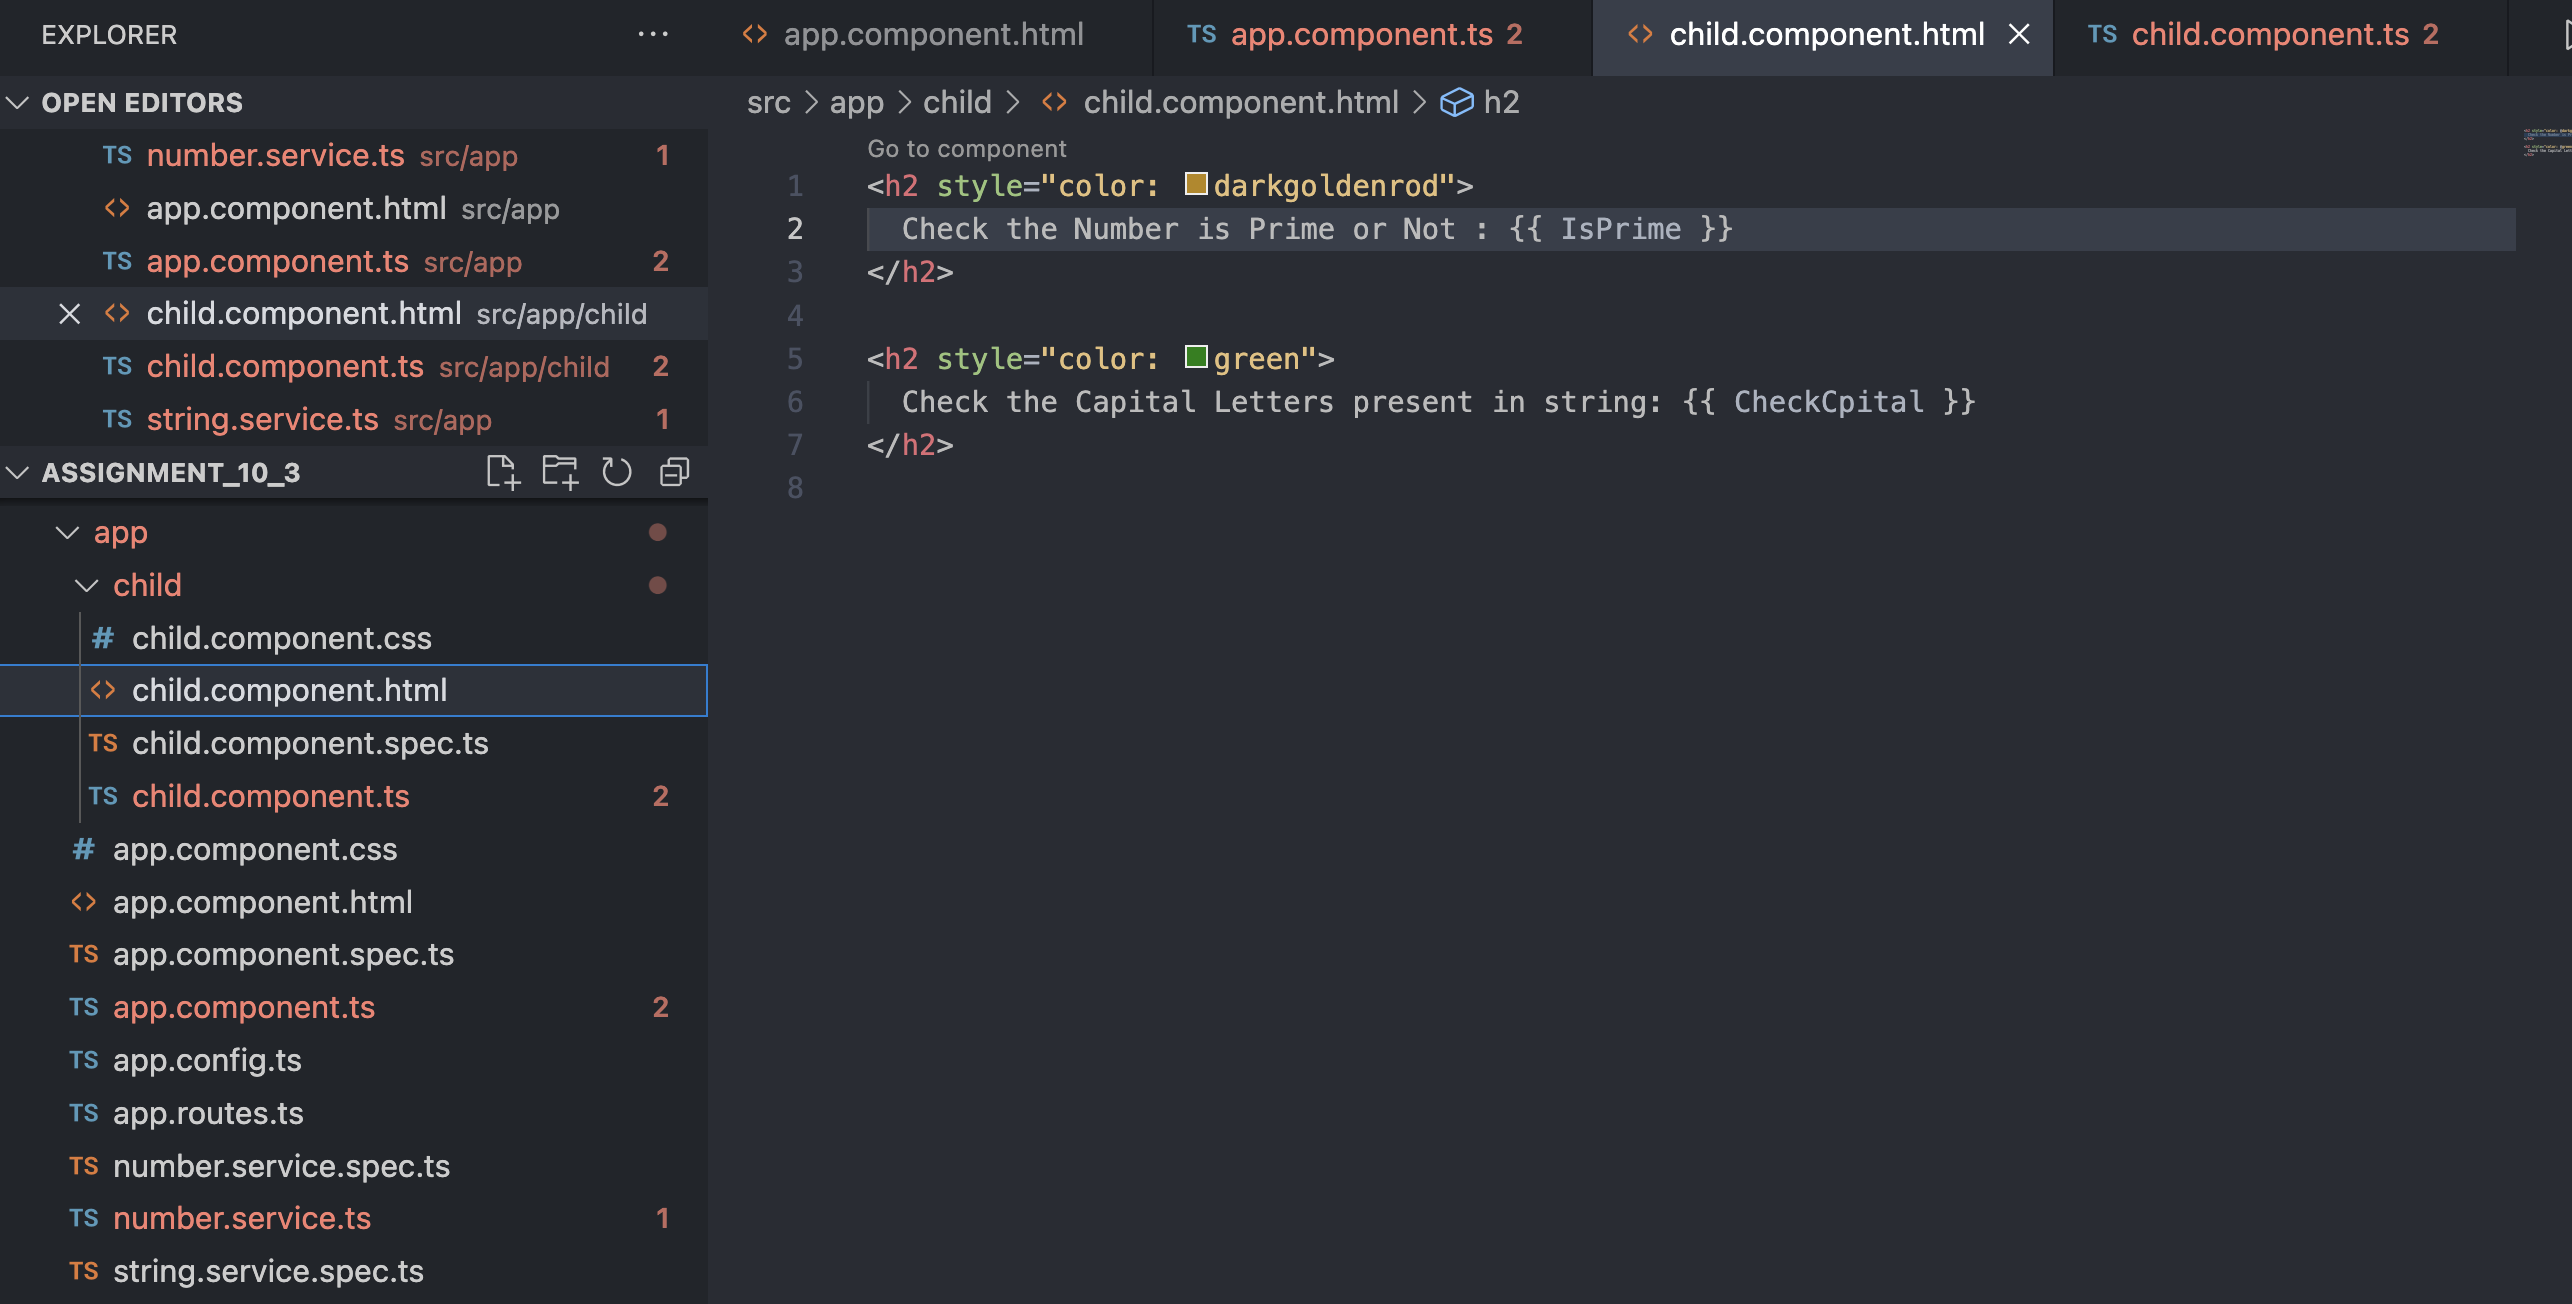 EXPLORER
OPEN EDITORS
TS number.service.ts src/app 1
app.component.html src/app
TS app.component.ts src/app 2
child.component.html src/app/child
TS child.component.ts src/app/child 2
TS string.service.ts src/app 1
ASSIGNMENT_10_3
app
child
# child.component.css
child.component.html
TS child.component.spec.ts
TS child.component.ts 2
# app.component.css
app.component.html
TS app.component.spec.ts
TS app.component.ts 2
TS app.config.ts
TS app.routes.ts
TS number.service.spec.ts
TS number.service.ts 1
TS string.service.spec.ts
app.component.html
TS app.component.ts 2
child.component.html
TS child.component.ts 2
src > app > child > child.component.html > h2
Go to component
1 <h2 style="color: darkgoldenrod">
2 Check the Number is Prime or Not : {{ IsPrime }}
3 </h2>
4
5 <h2 style="color: green">
6 Check the Capital Letters present in string: {{ CheckCpital }}
7 </h2>
8